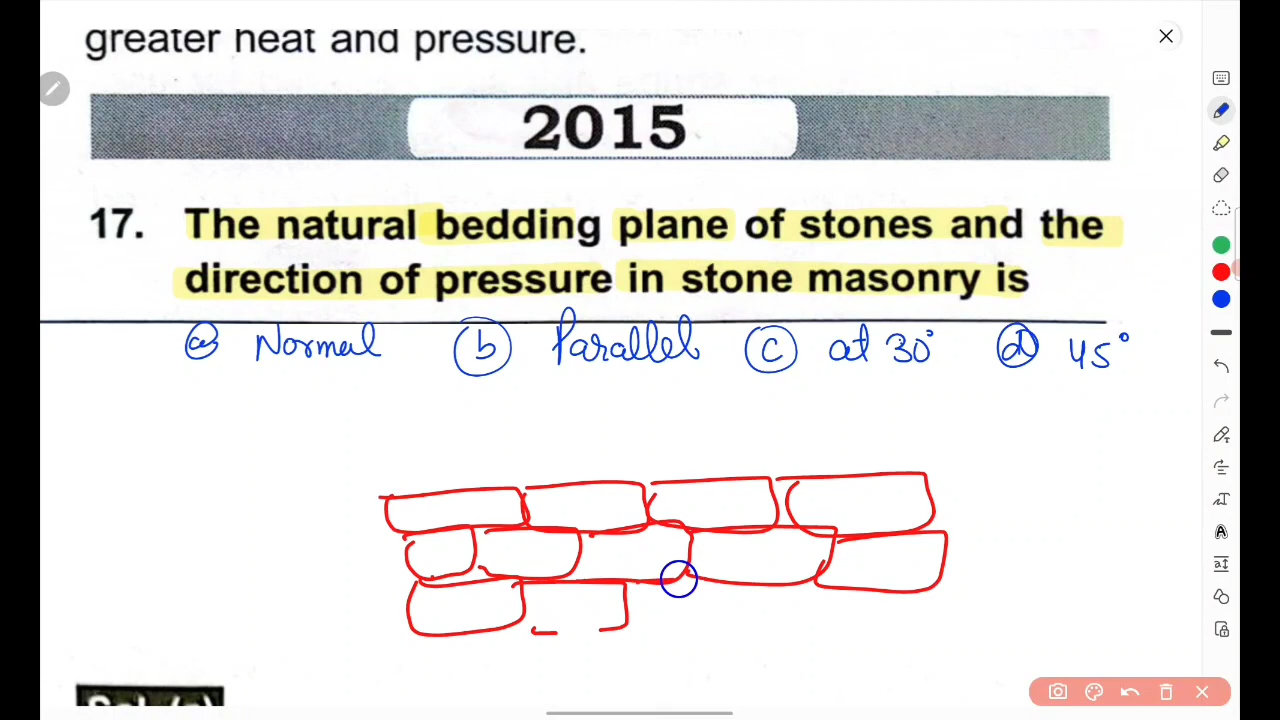 greater heat and pressure.
2015
17. The natural bedding plane of stones and the
direction of pressure in stone masonry is
(a) Normal (b) Parallel (c) at 30° (d) 45°